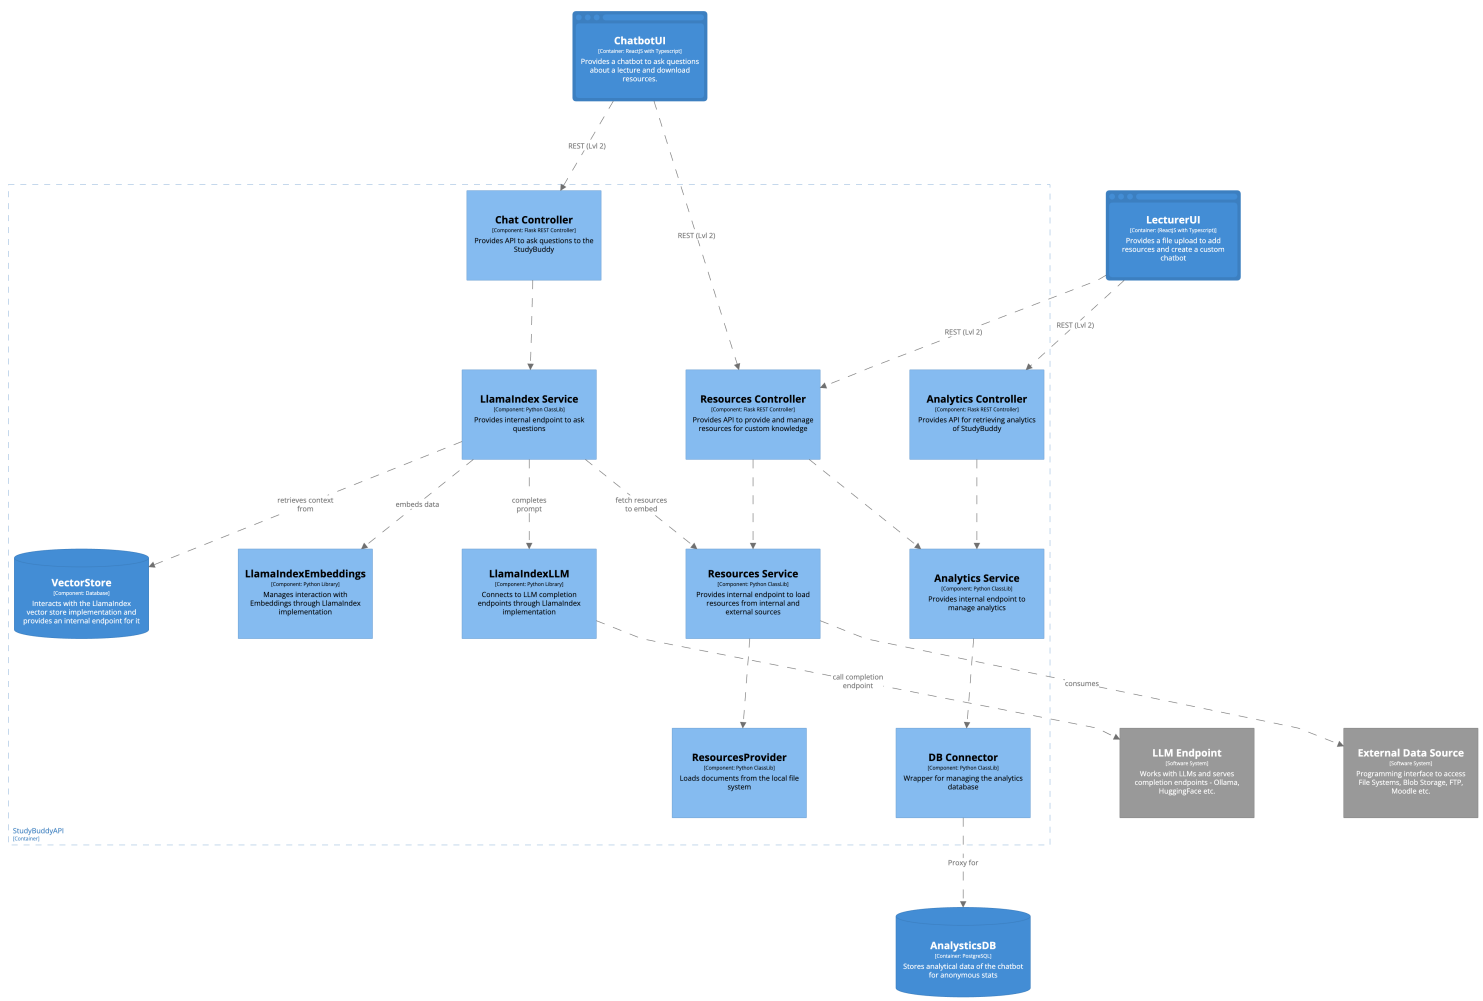 ChatbotUI
[Container: ReactJS with Typescript]
Provides a chatbot to ask questions
about a lecture and download
resources.
REST (Lvl 2)
Chat Controller
[Component: Flask REST Controller]
Provides API to ask questions to the
StudyBuddy
REST (Lvl 2)
LecturerUI
[Container: (ReactJS with Typescript)]
Provides a file upload to add
resources and create a custom
chatbot
REST (Lvl 2)
REST (Lvl 2)
LlamaIndex Service
[Component: Python ClassLib]
Provides internal endpoint to ask
questions
Resources Controller
[Component: Flask REST Controller]
Provides API to provide and manage
resources for custom knowledge
Analytics Controller
[Component: Flask REST Controller]
Provides API for retrieving analytics
of StudyBuddy
retrieves context
from
embeds data
completes
prompt
fetch resources
to embed
VectorStore
[Component: Database]
Interacts with the LlamaIndex
vector store implementation and
provides an internal endpoint for it
LlamaIndexEmbeddings
[Component: Python Library]
Manages interaction with
Embeddings through LlamaIndex
implementation
LlamaIndexLLM
[Component: Python Library]
Connects to LLM completion
endpoints through LlamaIndex
implementation
Resources Service
[Component: Python ClassLib]
Provides internal endpoint to load
resources from internal and
external sources
Analytics Service
[Component: Python ClassLib]
Provides internal endpoint to
manage analytics
call completion
endpoint
consumes
ResourcesProvider
[Component: Python ClassLib]
Loads documents from the local file
system
DB Connector
[Component: Python ClassLib]
Wrapper for managing the analytics
database
LLM Endpoint
[Software System]
Works with LLMs and serves
completion endpoints - Ollama,
HuggingFace etc.
External Data Source
[Software System]
Programming interface to access
File Systems, Blob Storage, FTP,
Moodle etc.
StudyBuddyAPI
[Container]
Proxy for
AnalysticsDB
[Container: PostgreSQL]
Stores analytical data of the chatbot
for anonymous stats